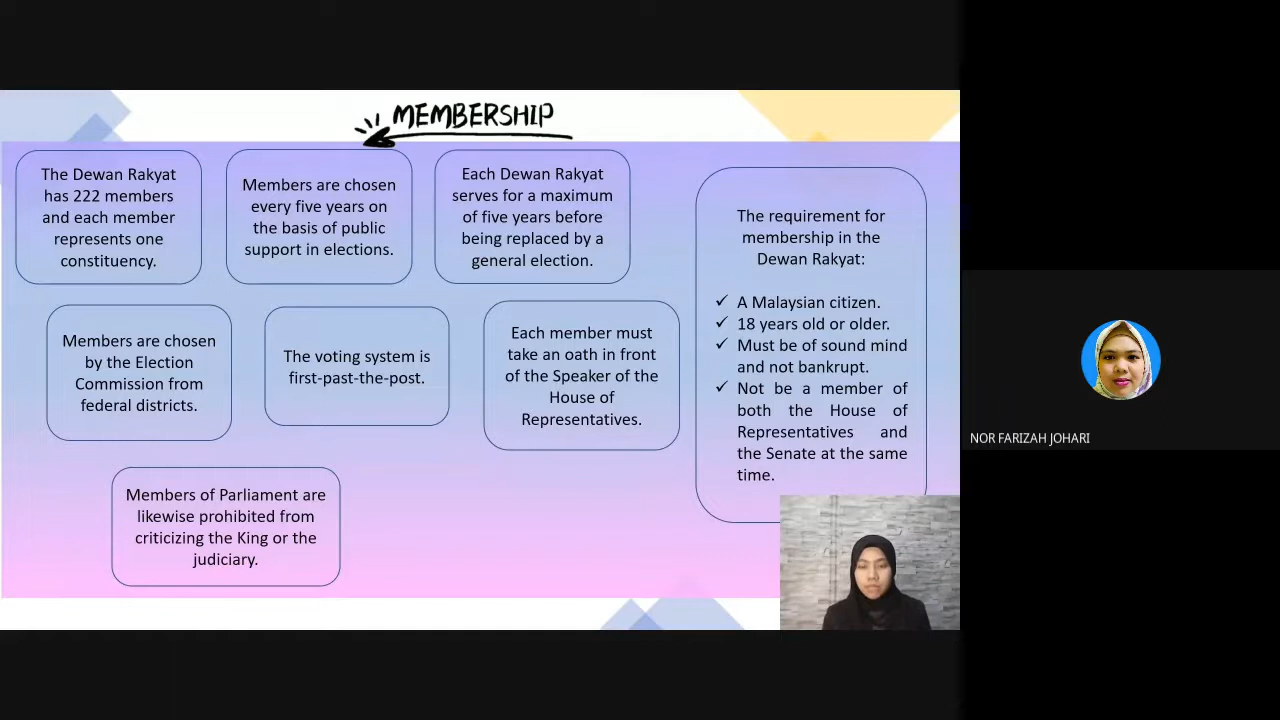 MEMBERSHIP
The Dewan Rakyat
has 222 members
and each member
represents one
constituency.
Members are chosen
every five years on
the basis of public
support in elections.
Each Dewan Rakyat
serves for a maximum
of five years before
being replaced by a
general election.
The requirement for
membership in the
Dewan Rakyat:
✓ A Malaysian citizen.
✓ 18 years old or older.
✓ Must be of sound mind
and not bankrupt.
✓ Not be a member of
both the House of
Representatives and
the Senate at the same
time.
Members are chosen
by the Election
Commission from
federal districts.
The voting system is
first-past-the-post.
Each member must
take an oath in front
of the Speaker of the
House of
Representatives.
Members of Parliament are
likewise prohibited from
criticizing the King or the
judiciary.
NOR FARIZAH JOHARI